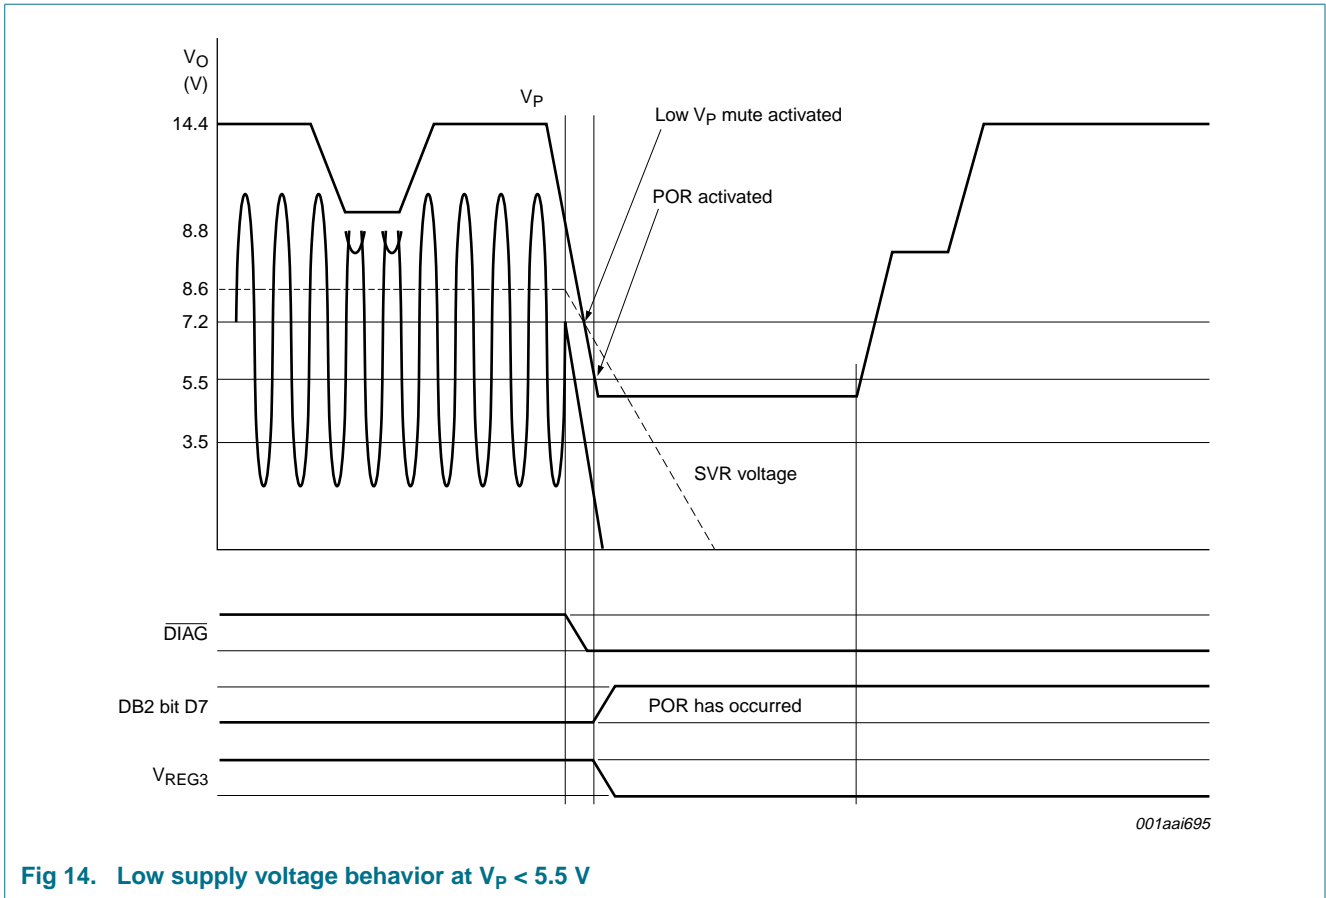 VO
(V)
VP
14.4
Low VP mute activated
POR activated
8.8
8.6
7.2
5.5
3.5
SVR voltage
DIAG
DB2 bit D7
POR has occurred
VREG3
001aai695
Fig 14. Low supply voltage behavior at VP < 5.5 V